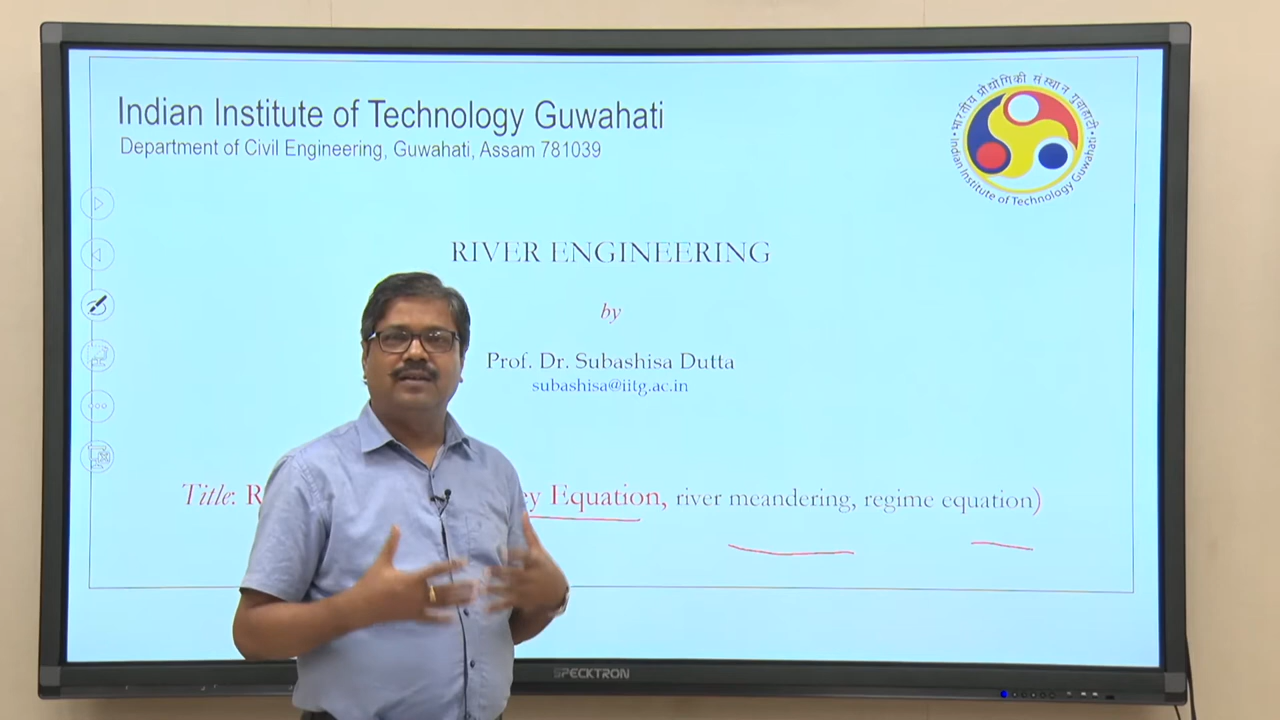 Indian Institute of Technology Guwahati
Department of Civil Engineering, Guwahati, Assam 781039
भारतीय प्रौद्योगिकी संस्थान गुवाहाटी
Indian Institute of Technology Guwahati
RIVER ENGINEERING
by
Prof. Dr. Subashisa Dutta
subashisa@iitg.ac.in
Title: Equation, river meandering, regime equation)
SPECKTRON